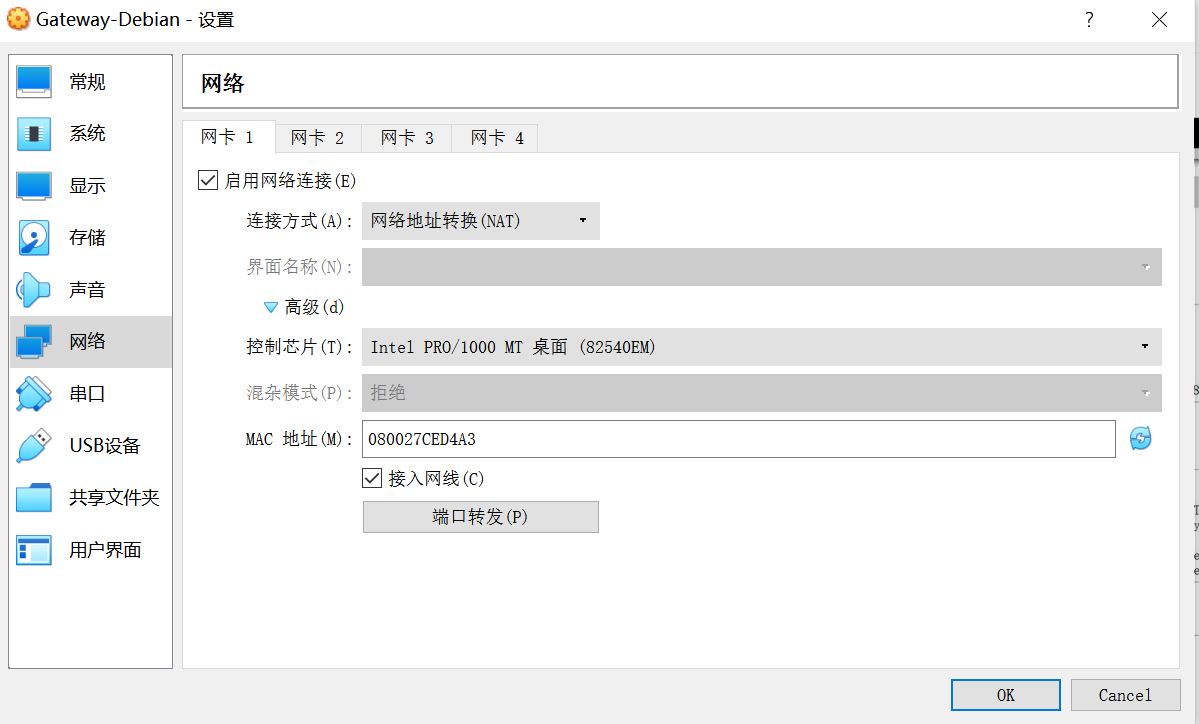 Gateway-Debian - 设置
?
常规
系统
显示
存储
声音
网络
串口
USB设备
共享文件夹
用户界面
网络
网卡 1
网卡 2
网卡 3
网卡 4
启用网络连接(E)
连接方式(A):
网络地址转换(NAT)
界面名称(N):
高级(d)
控制芯片(T):
Intel PRO/1000 MT 桌面 (82540EM)
混杂模式(P):
拒绝
MAC 地址(M):
080027CED4A3
接入网线(C)
端口转发(P)
OK
Cancel